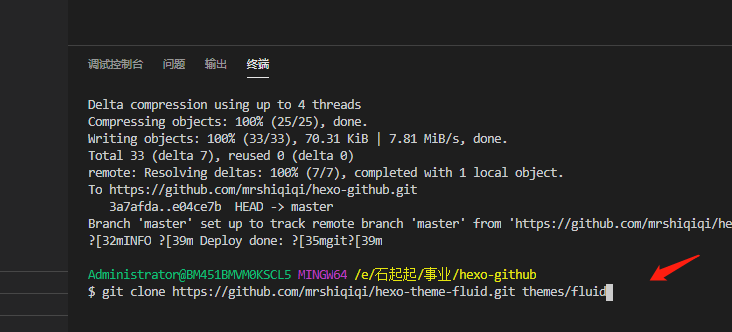 调试控制台 问题 输出 终端
Delta compression using up to 4 threads
Compressing objects: 100% (25/25), done.
Writing objects: 100% (33/33), 70.31 KiB | 7.81 MiB/s, done.
Total 33 (delta 7), reused 0 (delta 0)
remote: Resolving deltas: 100% (7/7), completed with 1 local object.
To https://github.com/mrshiqiqi/hexo-github.git
   3a7afda..e04ce7b  HEAD -> master
Branch 'master' set up to track remote branch 'master' from 'https://github.com/mrshiqiqi/he
?[32mINFO ?[39m Deploy done: ?[35mgit?[39m
Administrator@BM451BMVM0KSCL5 MINGW64 /e/石起起/事业/hexo-github
$ git clone https://github.com/mrshiqiqi/hexo-theme-fluid.git themes/fluid